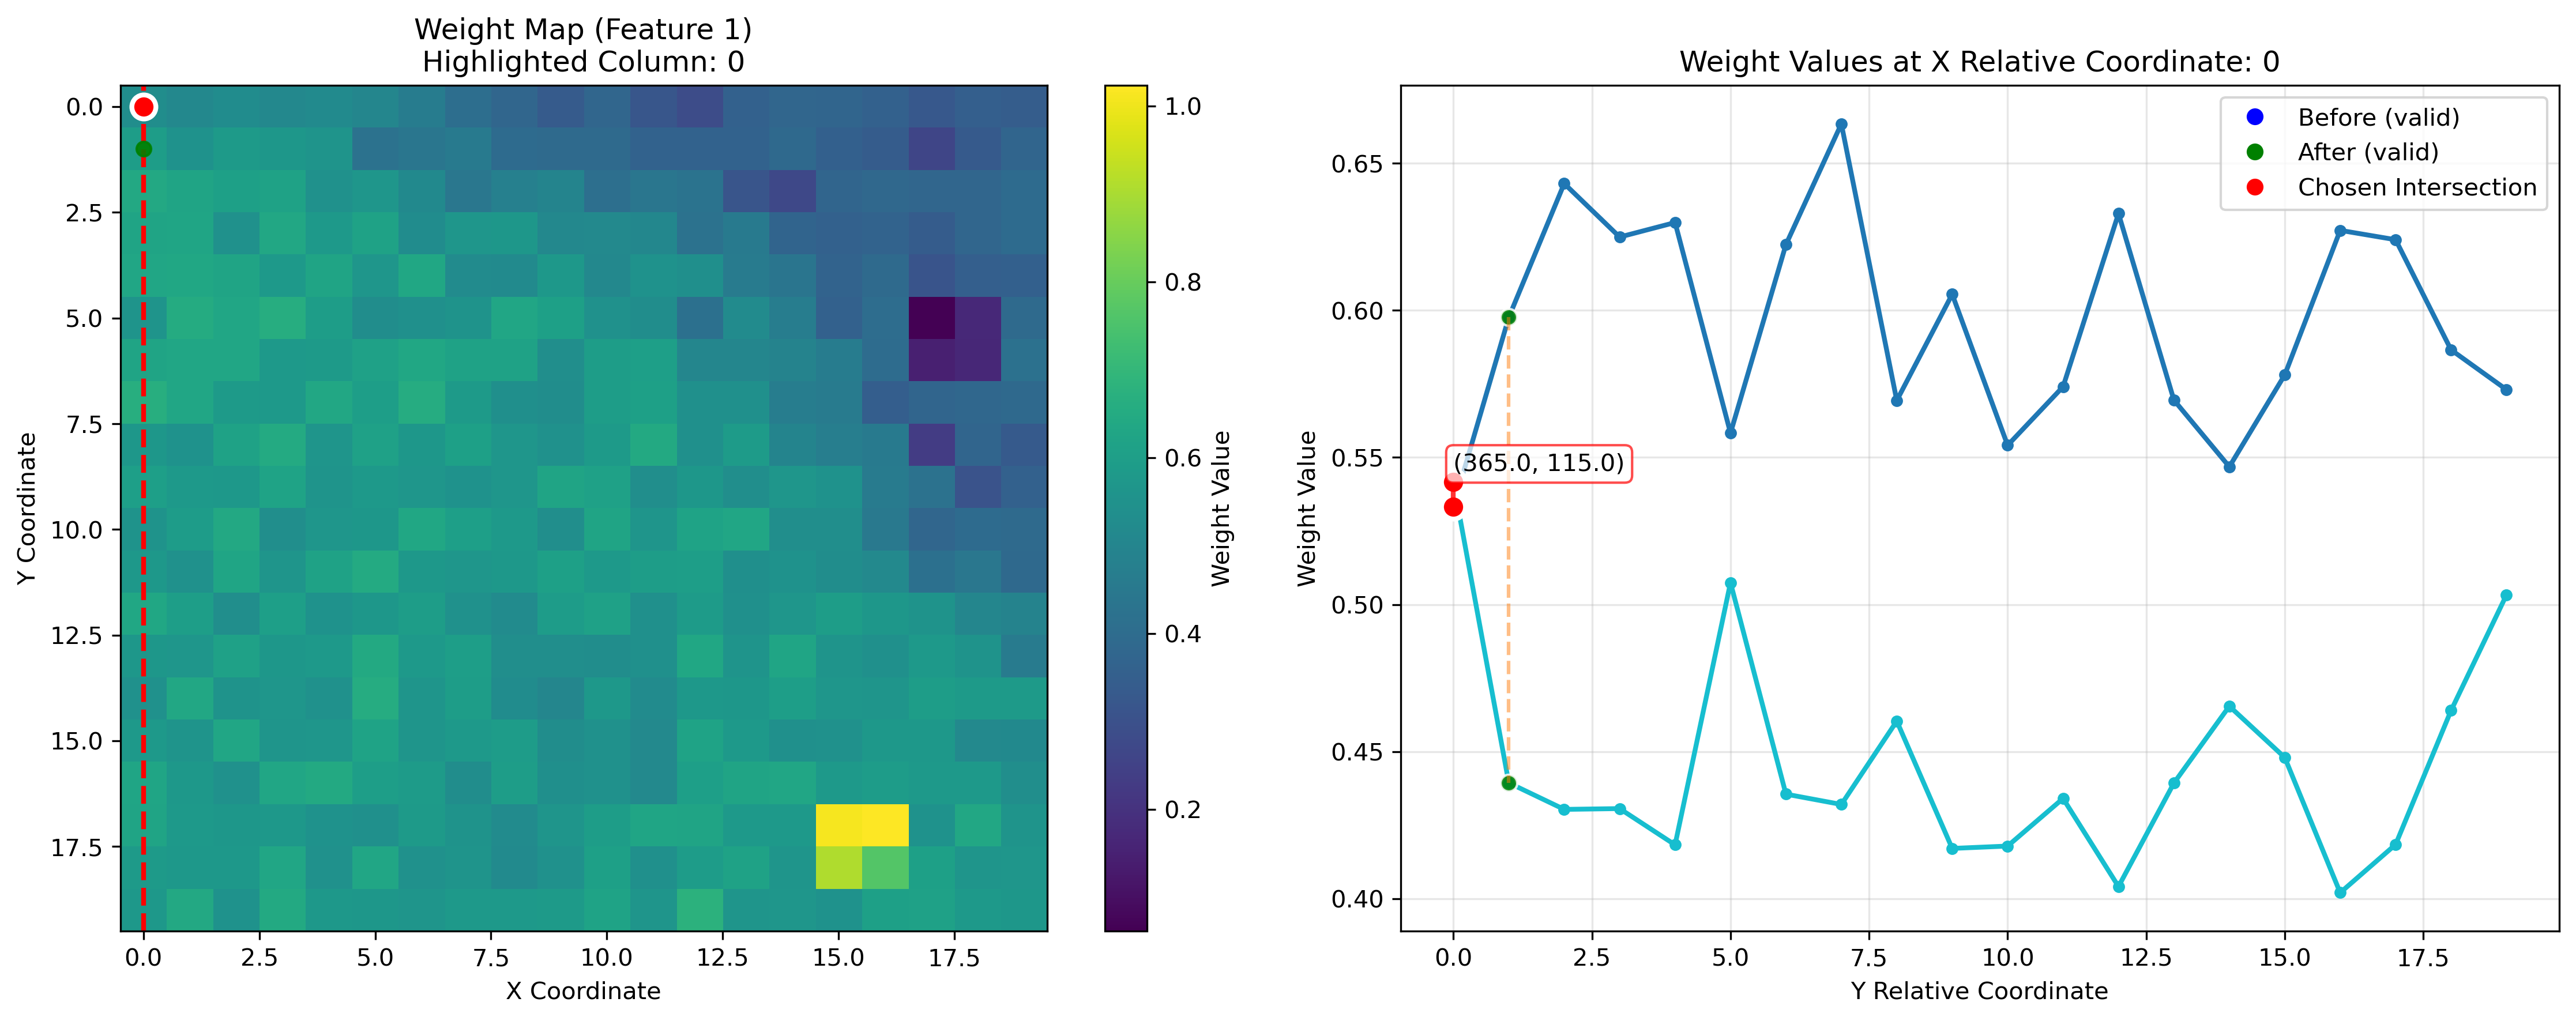 Weight Map (Feature 1)
Highlighted Column: 0
0.0
2.5
5.0
7.5
10.0
12.5
15.0
17.5
Y Coordinate
0.0 2.5 5.0 7.5 10.0 12.5 15.0 17.5
X Coordinate
1.0
0.8
0.6
0.4
0.2
Weight Value
Weight Values at X Relative Coordinate: 0
Before (valid)
After (valid)
Chosen Intersection
(365.0, 115.0)
0.65
0.60
0.55
0.50
0.45
0.40
Weight Value
0.0 2.5 5.0 7.5 10.0 12.5 15.0 17.5
Y Relative Coordinate